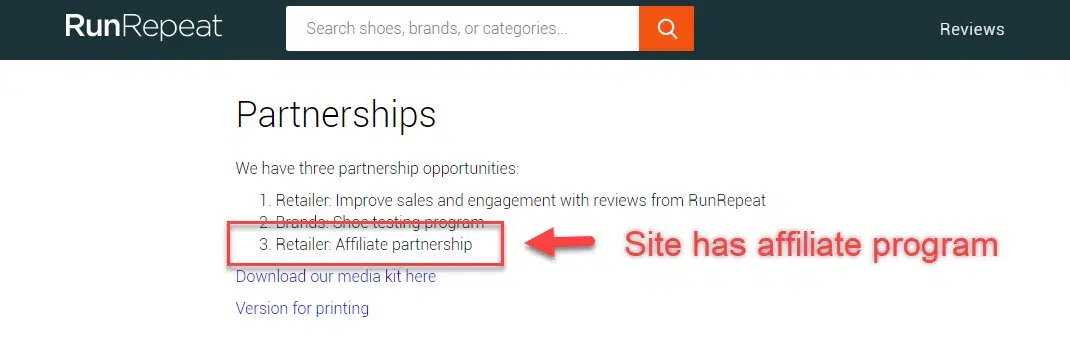 RunRepeat
Search shoes, brands, or categories...
Reviews
Partnerships
We have three partnership opportunities:
1. Retailer: Improve sales and engagement with reviews from RunRepeat
2. Brands: Shoe testing program
3. Retailer: Affiliate partnership
Site has affiliate program
Download our media kit here
Version for printing